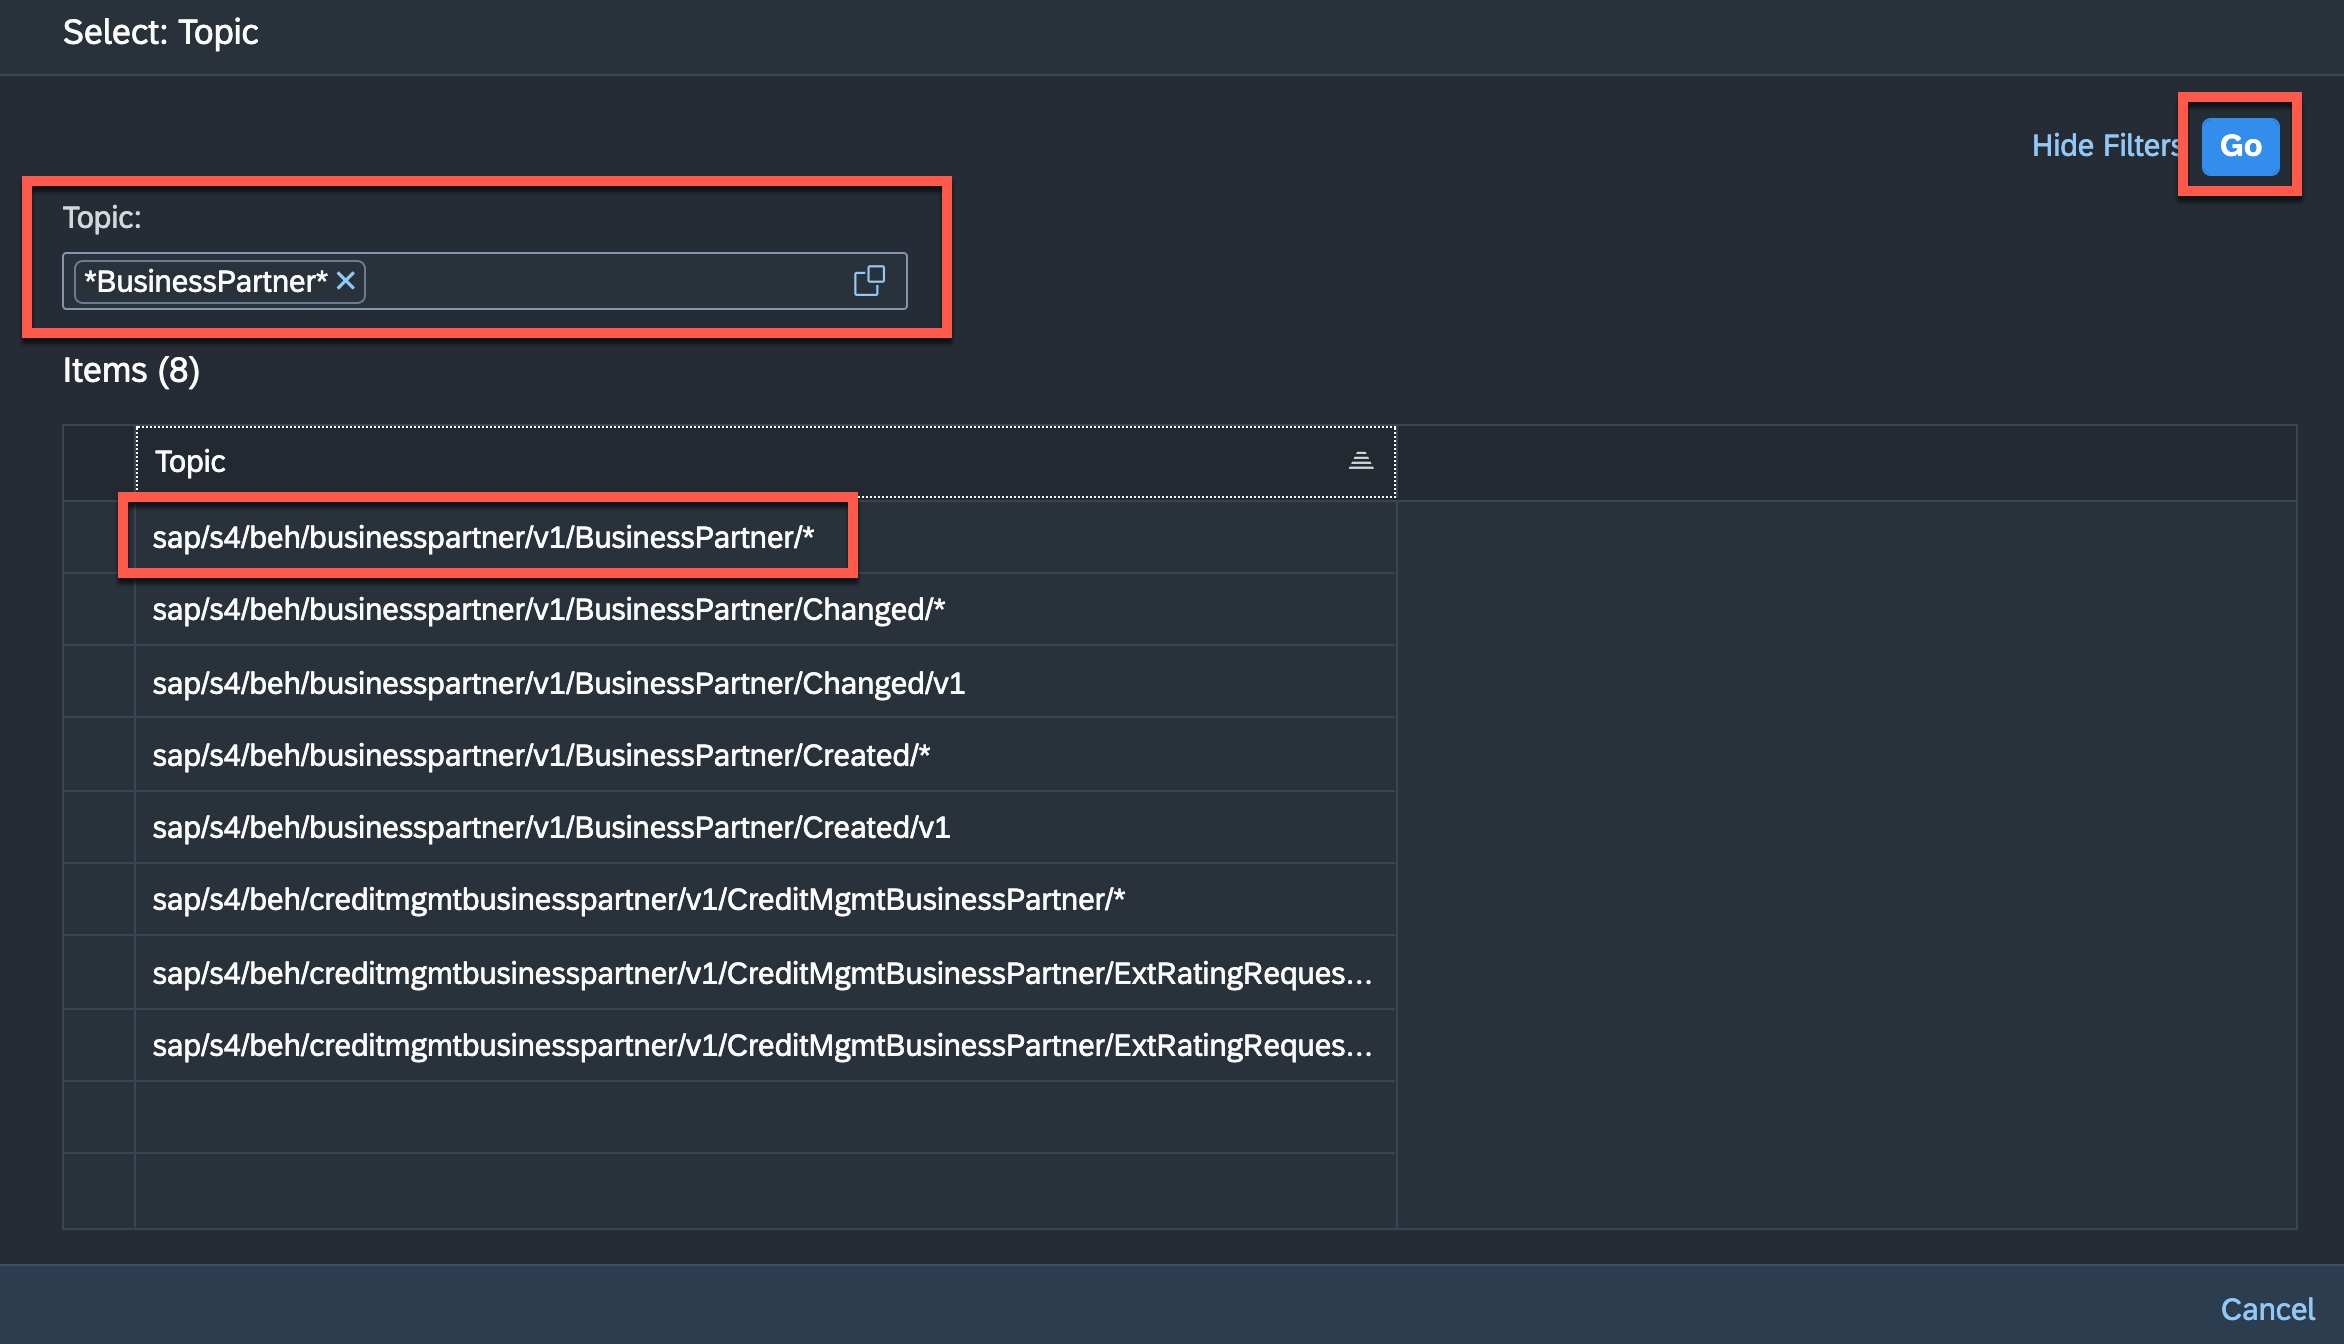 Select: Topic
Hide Filters
Go
Topic:
*BusinessPartner*
Items (8)
Topic
sap/s4/beh/businesspartner/v1/BusinessPartner/*
sap/s4/beh/businesspartner/v1/BusinessPartner/Changed/*
sap/s4/beh/businesspartner/v1/BusinessPartner/Changed/v1
sap/s4/beh/businesspartner/v1/BusinessPartner/Created/*
sap/s4/beh/businesspartner/v1/BusinessPartner/Created/v1
sap/s4/beh/creditmgmtbusinesspartner/v1/CreditMgmtBusinessPartner/*
sap/s4/beh/creditmgmtbusinesspartner/v1/CreditMgmtBusinessPartner/ExtRatingReques...
sap/s4/beh/creditmgmtbusinesspartner/v1/CreditMgmtBusinessPartner/ExtRatingReques...
Cancel